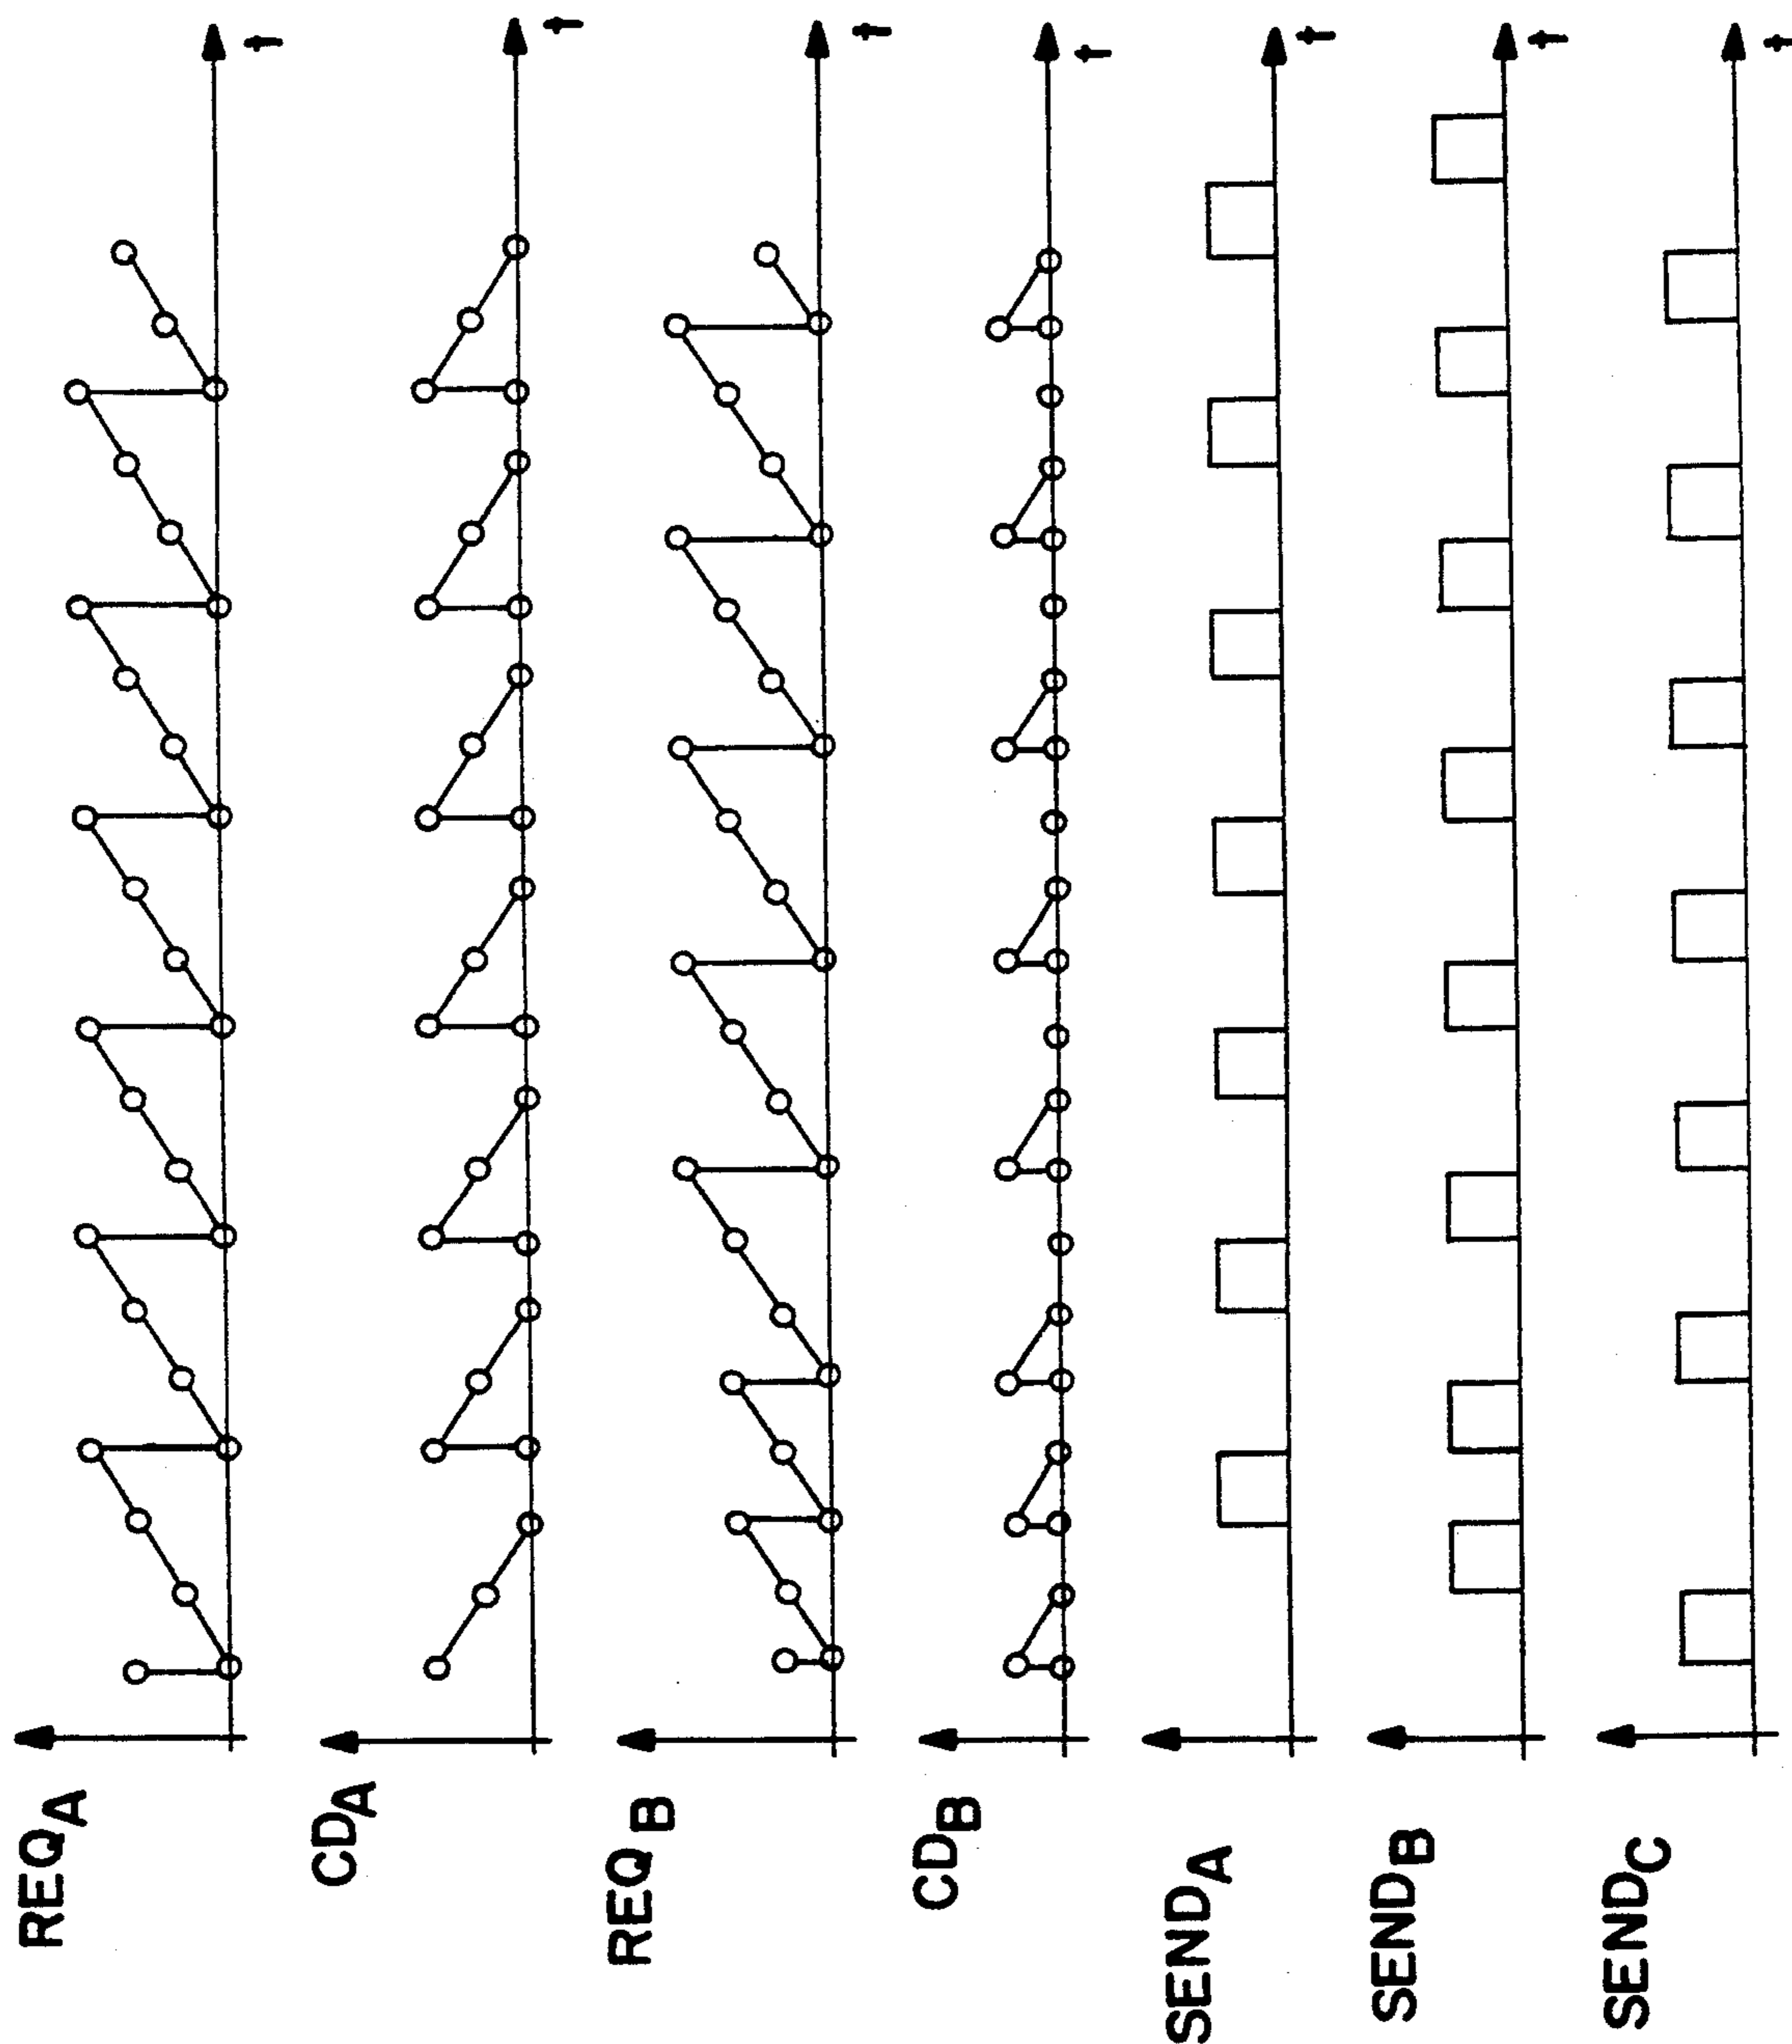 REQA t
CDA t
REQB t
CDB t
SENDA t
SENDB t
SENDC t